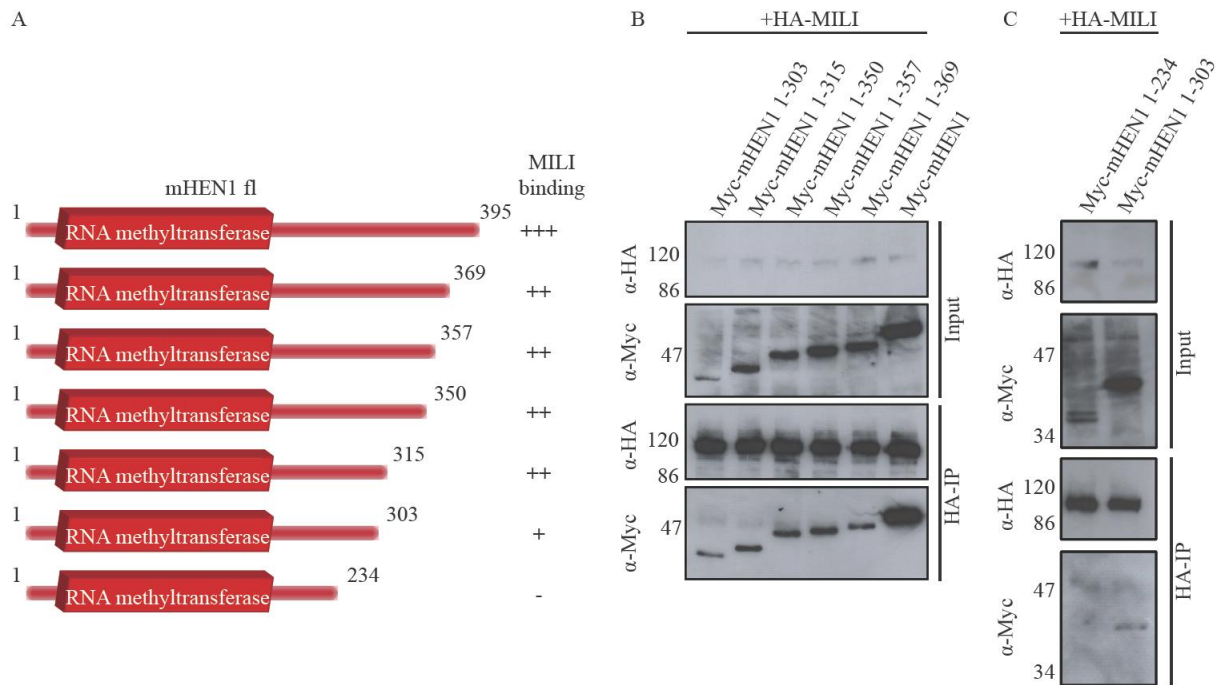 A
mHEN1 fl
MILI
binding
1
RNA methyltransferase
395
+++
1
RNA methyltransferase
369
++
1
RNA methyltransferase
357
++
1
RNA methyltransferase
350
++
1
RNA methyltransferase
315
++
1
RNA methyltransferase
303
+
1
RNA methyltransferase
234
-
B
+HA-MILI
Myc-mHEN1 1-303
Myc-mHEN1 1-315
Myc-mHEN1 1-350
Myc-mHEN1 1-357
Myc-mHEN1 1-369
Myc-mHEN1
α-HA
120
86
α-Myc
47
Input
α-HA
120
86
α-Myc
47
HA-IP
C
+HA-MILI
Myc-mHEN1 1-234
Myc-mHEN1 1-303
α-HA
120
86
α-Myc
47
34
Input
α-HA
120
86
α-Myc
47
34
HA-IP